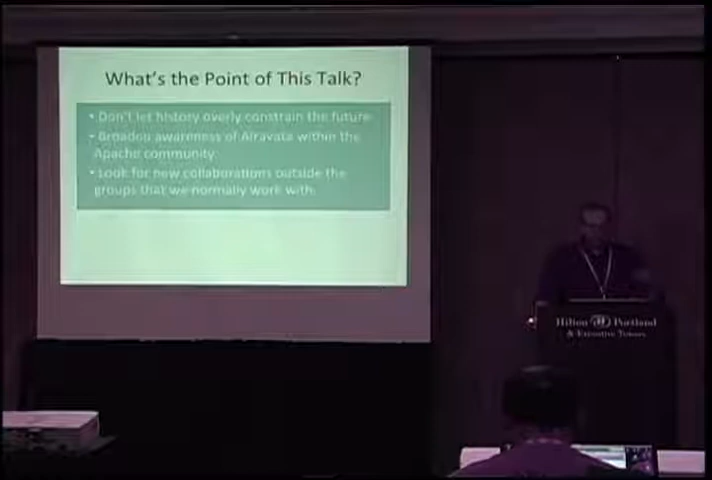 What's the Point of This Talk?
• Don't let history overly constrain the future
• Broaden awareness of Airavata within the
Apache community
• Look for new collaborations outside the
groups that we normally work with.
Hilton Portland
& Executive Tower